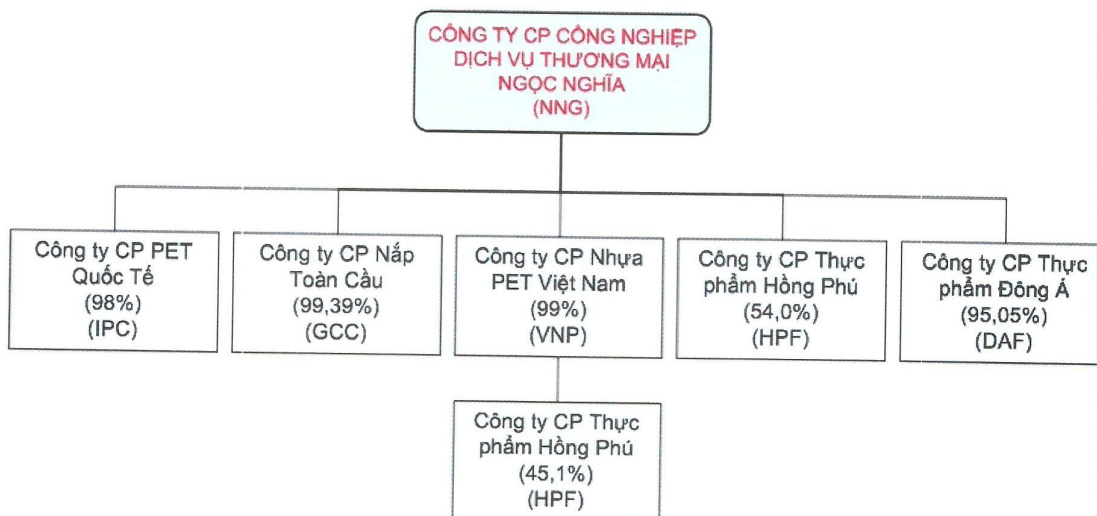 CÔNG TY CP CÔNG NGHIỆP
DỊCH VỤ THƯƠNG MẠI
NGỌC NGHĨA
(NNG)
Công ty CP PET
Quốc Tế
(98%)
(IPC)
Công ty CP Nắp
Toàn Cầu
(99,39%)
(GCC)
Công ty CP Nhựa
PET Việt Nam
(99%)
(VNP)
Công ty CP Thực
phẩm Hồng Phú
(54,0%)
(HPF)
Công ty CP Thực
phẩm Đông Á
(95,05%)
(DAF)
Công ty CP Thực
phẩm Hồng Phú
(45,1%)
(HPF)